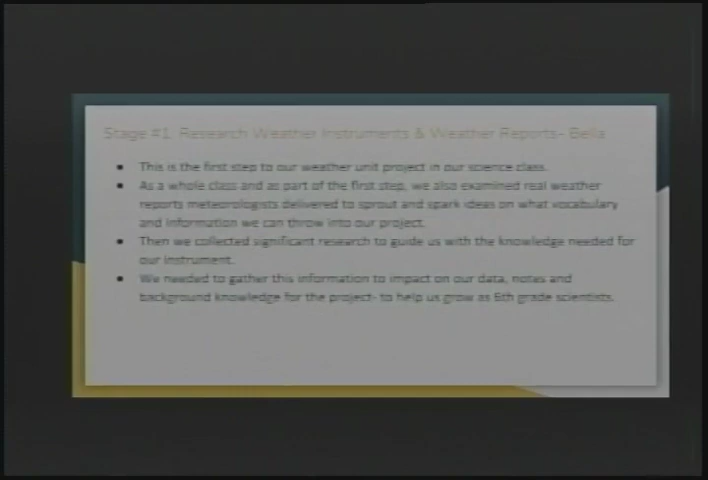 Stage #1: Research Weather Instruments & Weather Reports- Bella
This is the first step to our weather unit project in our science class.
As a whole class and as part of the first step, we also examined real weather
reports meteorologists delivered to sprout and spark ideas on what vocabulary
and information we can throw into our project.
Then we collected significant research to guide us with the knowledge needed for
our instrument.
We needed to gather this information to impact on our data, notes and
background knowledge for the project- to help us grow as 6th grade scientists.